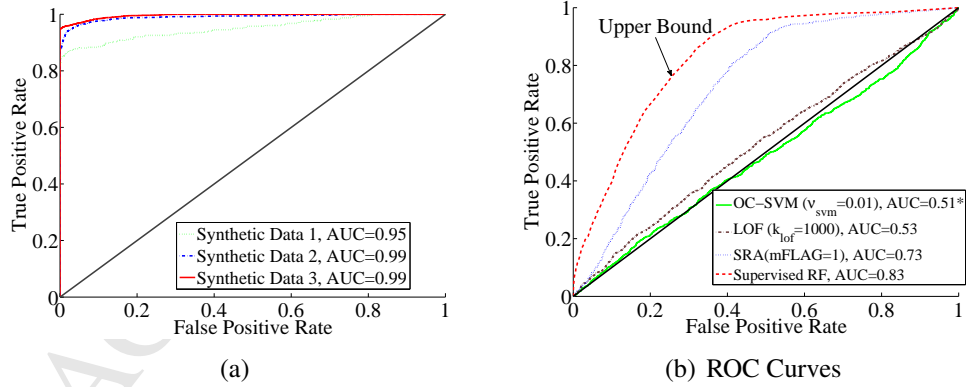 1
0.8
0.6
0.4
0.2
0
0
0.2
0.4
0.6
0.8
1
True Positive Rate
False Positive Rate
Synthetic Data 1, AUC=0.95
Synthetic Data 2, AUC=0.99
Synthetic Data 3, AUC=0.99
(a)
1
0.8
0.6
0.4
0.2
0
0
0.2
0.4
0.6
0.8
1
True Positive Rate
False Positive Rate
Upper Bound
OC−SVM (νsvm=0.01), AUC=0.51*
LOF (klof=1000), AUC=0.53
SRA(mFLAG=1), AUC=0.73
Supervised RF, AUC=0.83
(b) ROC Curves